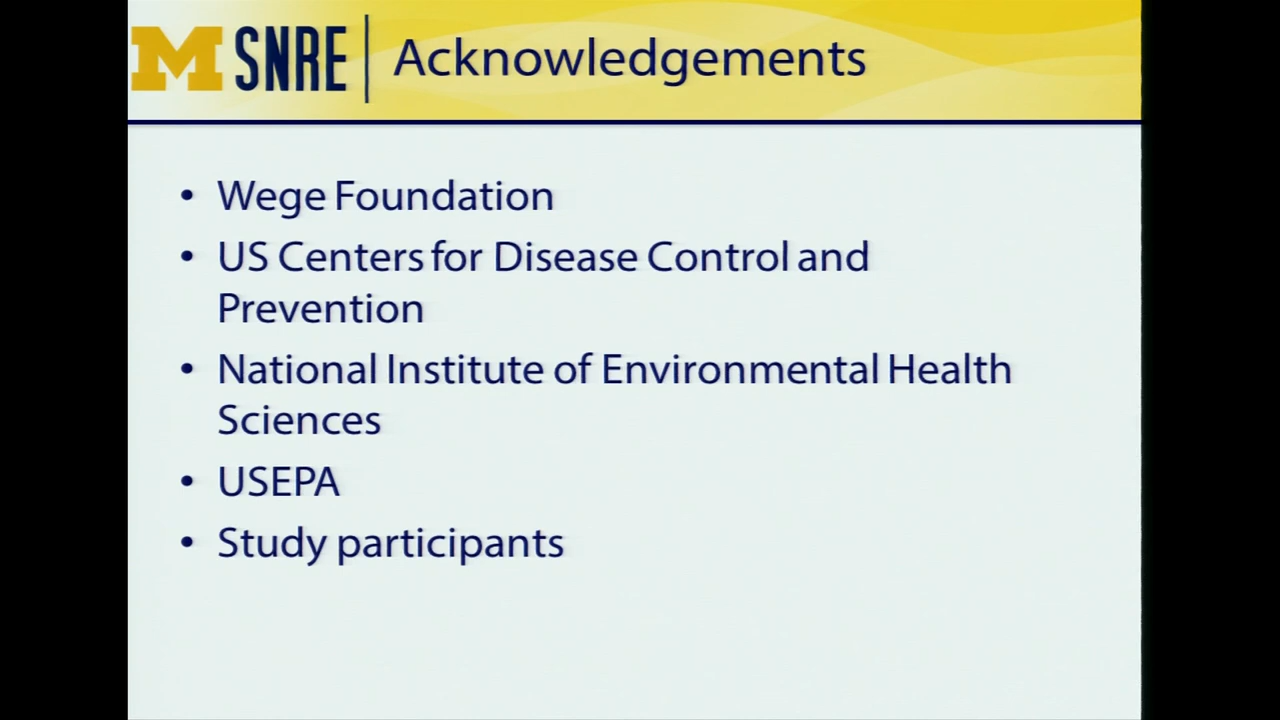 M SNRE | Acknowledgements
• Wege Foundation
• US Centers for Disease Control and
Prevention
• National Institute of Environmental Health
Sciences
• USEPA
• Study participants